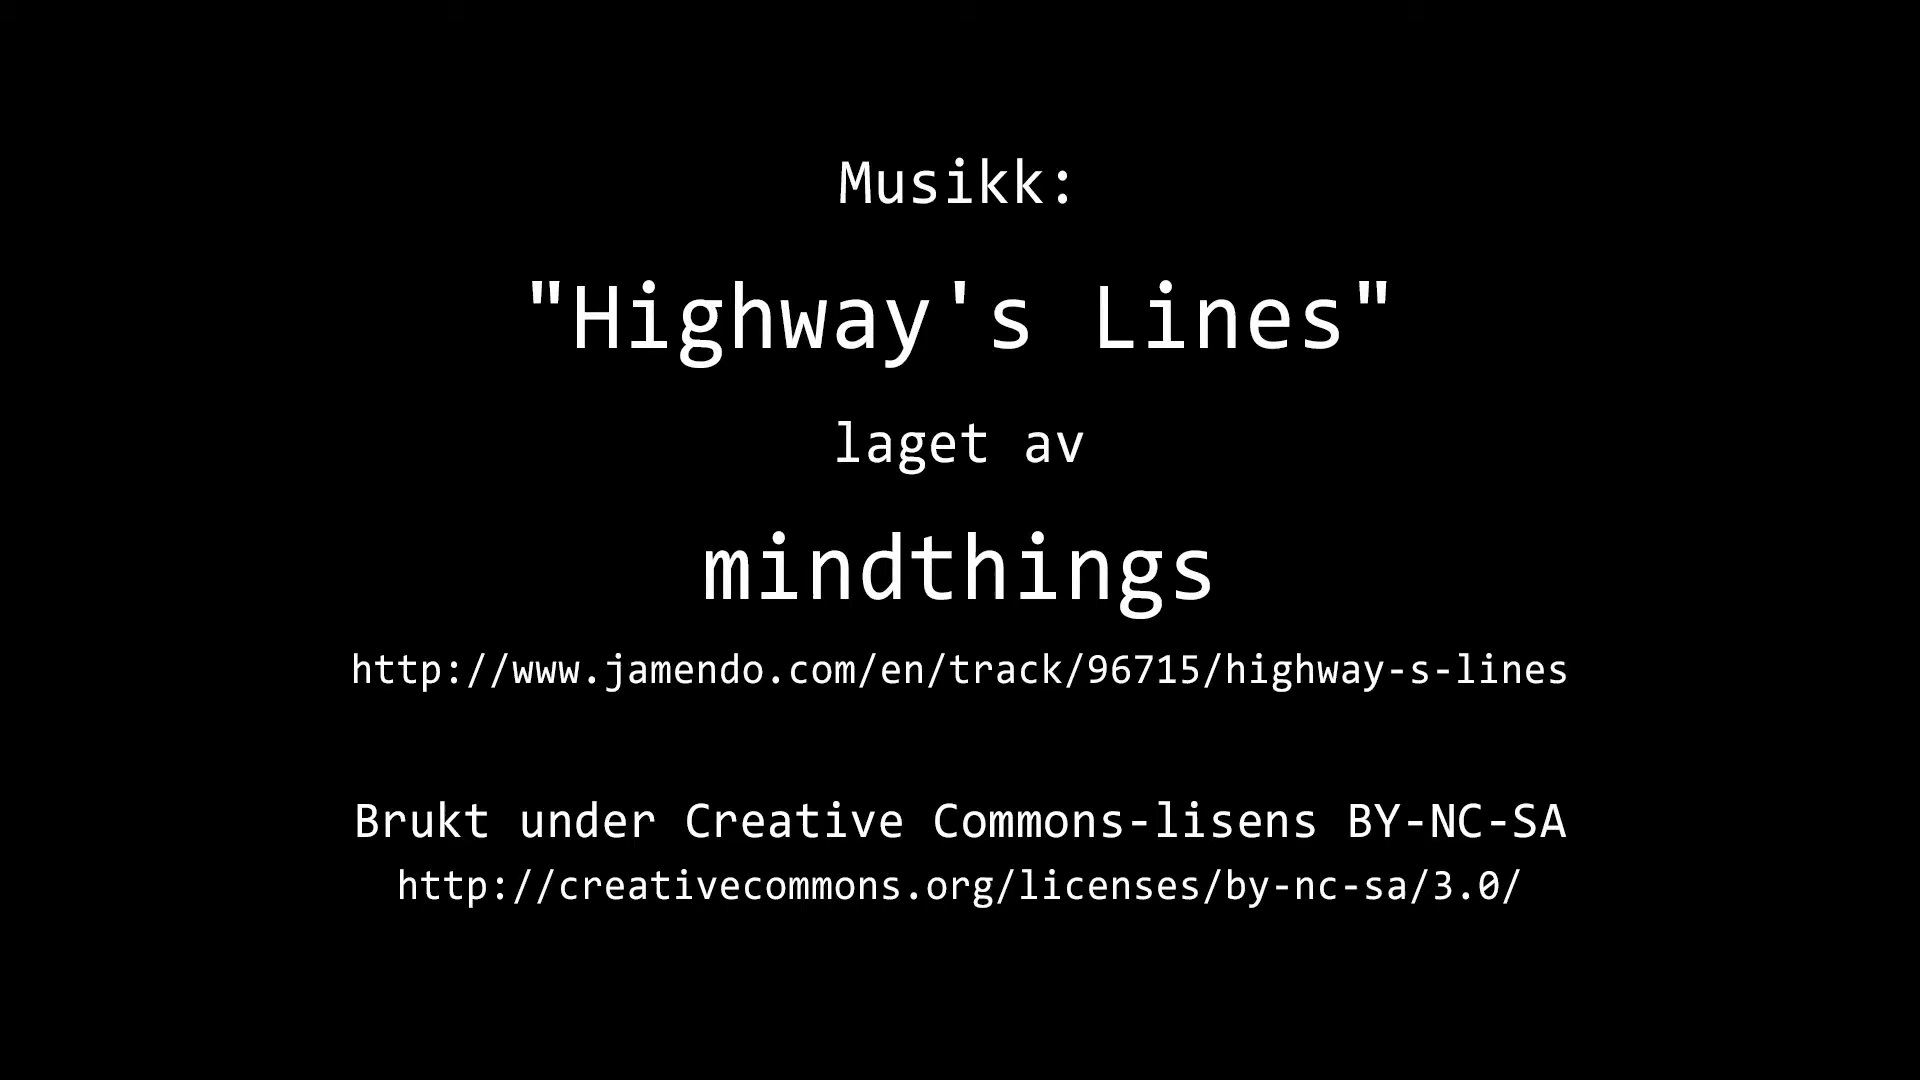 Musikk:
"Highway's Lines"
laget av
mindthings
http://www.jamendo.com/en/track/96715/highway-s-lines
Brukt under Creative Commons-lisens BY-NC-SA
http://creativecommons.org/licenses/by-nc-sa/3.0/